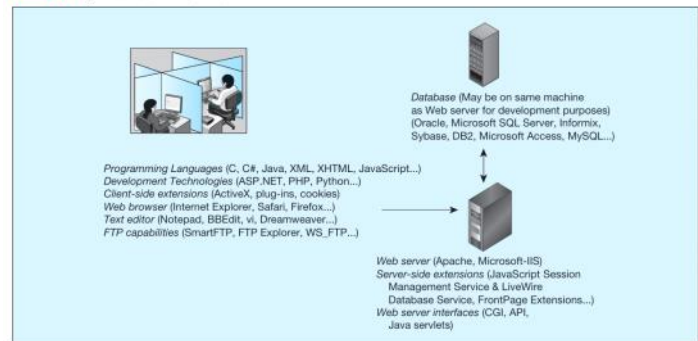 Database (May be on same machine
as Web server for development purposes)
(Oracle, Microsoft SQL Server, Informix,
Sybase, DB2, Microsoft Access, MySQL...)
Programming Languages (C, C#, Java, XML, XHTML, JavaScript...)
Development Technologies (ASP.NET, PHP, Python...)
Client-side extensions (ActiveX, plug-ins, cookies)
Web browser (Internet Explorer, Safari, Firefox...)
Text editor (Notepad, BBEdit, vi, Dreamweaver...)
FTP capabilities (SmartFTP, FTP Explorer, WS_FTP...)
Web server (Apache, Microsoft-IIS)
Server-side extensions (JavaScript Session
Management Service & LiveWire
Database Service, FrontPage Extensions...)
Web server interfaces (CGI, API,
Java servlets)